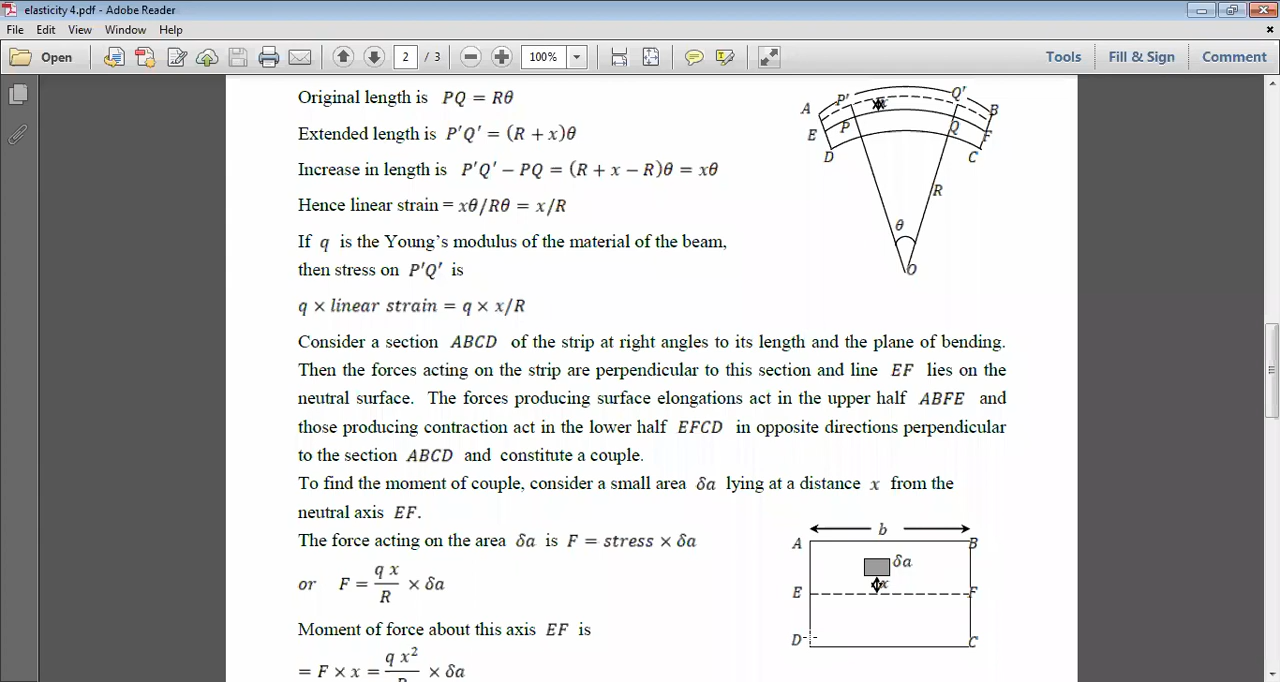 elasticity 4.pdf - Adobe Reader
File Edit View Window Help
Open 2 / 3 100% Tools Fill & Sign Comment
Original length is PQ = Rθ
Extended length is P′Q′ = (R + x)θ
Increase in length is P′Q′ − PQ = (R + x − R)θ = xθ
Hence linear strain = xθ/Rθ = x/R
If q is the Young's modulus of the material of the beam,
then stress on P′Q′ is
q × linear strain = q × x/R
A P′ x Q′ B
E P Q F
D C
R
θ
O
Consider a section ABCD of the strip at right angles to its length and the plane of bending.
Then the forces acting on the strip are perpendicular to this section and line EF lies on the
neutral surface. The forces producing surface elongations act in the upper half ABFE and
those producing contraction act in the lower half EFCD in opposite directions perpendicular
to the section ABCD and constitute a couple.
To find the moment of couple, consider a small area δa lying at a distance x from the
neutral axis EF.
The force acting on the area δa is F = stress × δa
or F = q x / R × δa
Moment of force about this axis EF is
= F × x = q x² / R × δa
b
A B
δa
x
E F
D C